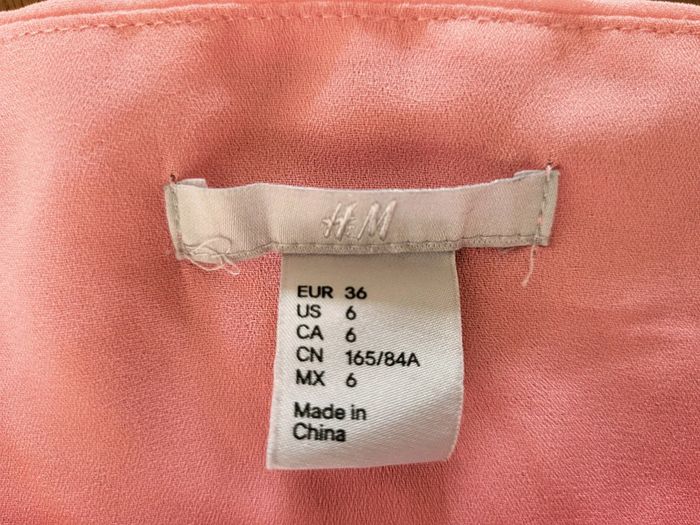 H&M
EUR 36
US 6
CA 6
CN 165/84A
MX 6
Made in
China